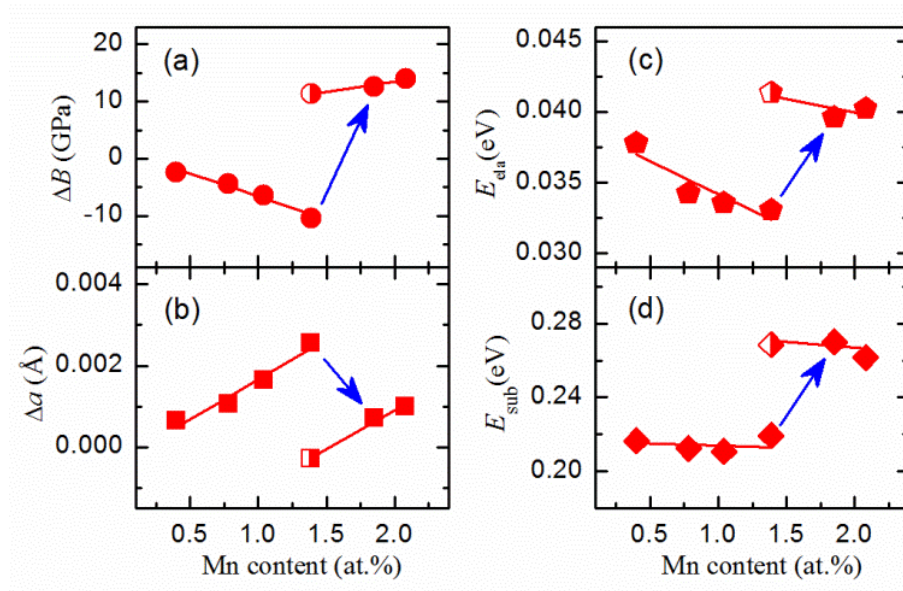 (a)
20
10
0
-10
ΔB (GPa)
(b)
0.004
0.002
0.000
Δa (Å)
0.5 1.0 1.5 2.0
Mn content (at.%)
(c)
0.045
0.040
0.035
0.030
E_da(eV)
(d)
0.28
0.24
0.20
E_sub(eV)
0.5 1.0 1.5 2.0
Mn content (at.%)